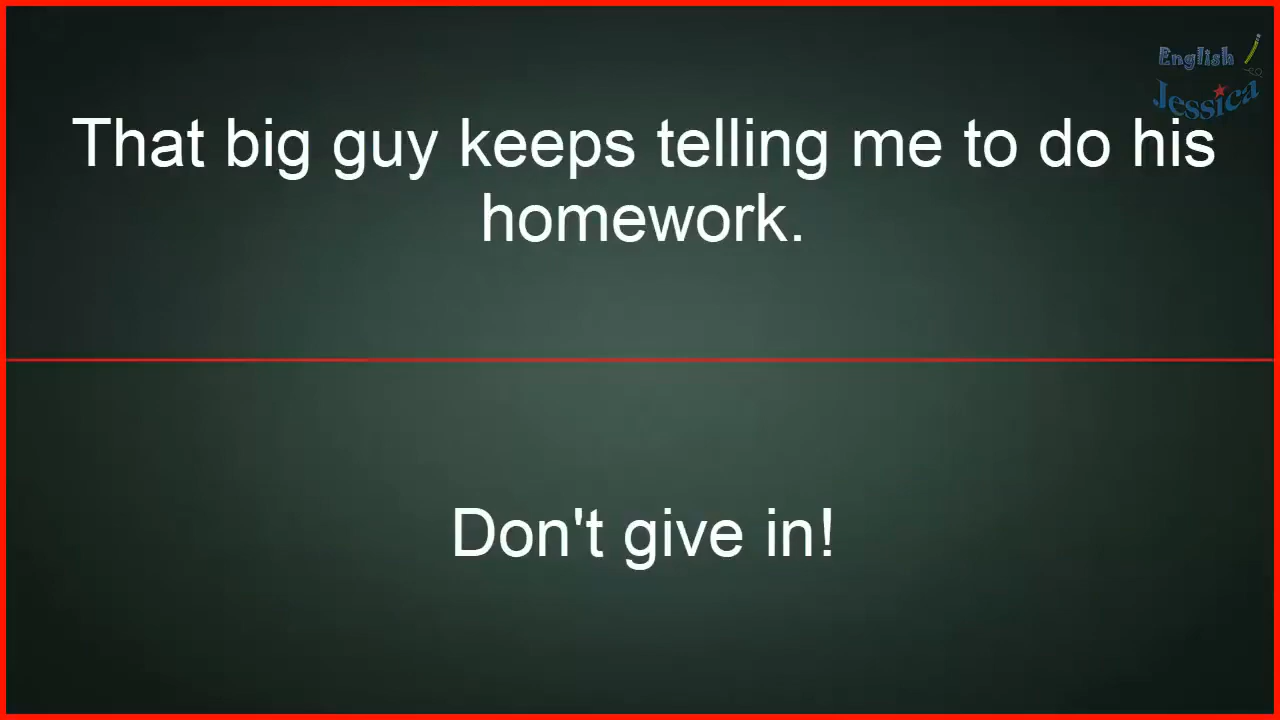 English
Jessica
That big guy keeps telling me to do his
homework.
Don't give in!